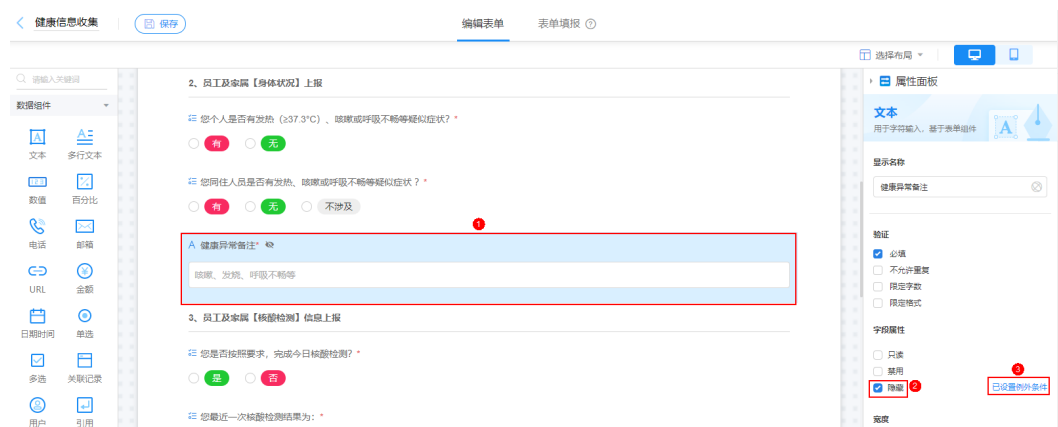 健康信息收集
保存
编辑表单
表单填报
选择布局
请输入关键词
数据组件
文本
多行文本
数值
百分比
电话
邮箱
URL
金额
日期时间
单选
多选
关联记录
用户
引用
2、员工及家属【身体状况】上报
您个人是否有发热（≥37.3°C）、咳嗽或呼吸不畅等疑似症状？*
有
无
您同住人员是否有发热、咳嗽或呼吸不畅等疑似症状？*
有
无
不涉及
1
A 健康异常备注*
咳嗽、发烧、呼吸不畅等
3、员工及家属【核酸检测】信息上报
您是否按照要求，完成今日核酸检测？*
是
否
您最近一次核酸检测结果为：*
属性面板
文本
用于字符输入，基于表单组件
显示名称
健康异常备注
验证
必填
不允许重复
限定字数
限定格式
字段属性
只读
禁用
隐藏
2
3
已设置例外条件
宽度